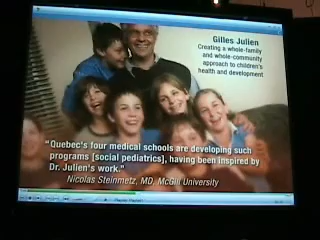 Gilles Julien
Creating a whole-family
and whole-community
approach to children's
health and development
"Quebec's four medical schools are developing such
programs [social pediatrics], having been inspired by
Dr. Julien's work."
Nicolas Steinmetz, MD, McGill University